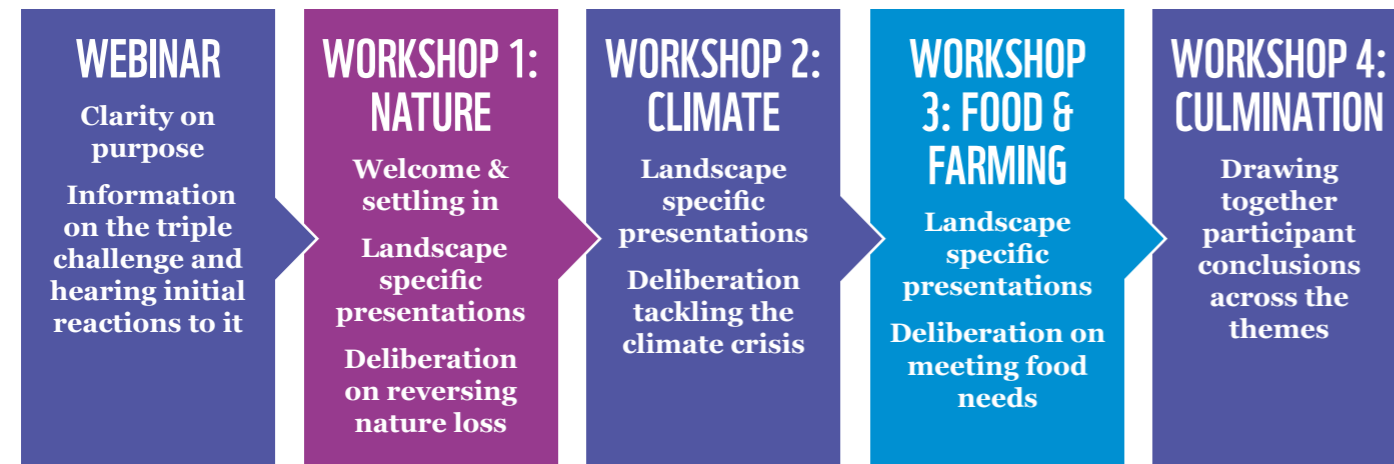 WEBINAR
Clarity on
purpose
Information
on the triple
challenge and
hearing initial
reactions to it
WORKSHOP 1:
NATURE
Welcome &
settling in
Landscape
specific
presentations
Deliberation
on reversing
nature loss
WORKSHOP 2:
CLIMATE
Landscape
specific
presentations
Deliberation
tackling the
climate crisis
WORKSHOP
3: FOOD &
FARMING
Landscape
specific
presentations
Deliberation on
meeting food
needs
WORKSHOP 4:
CULMINATION
Drawing
together
participant
conclusions
across the
themes